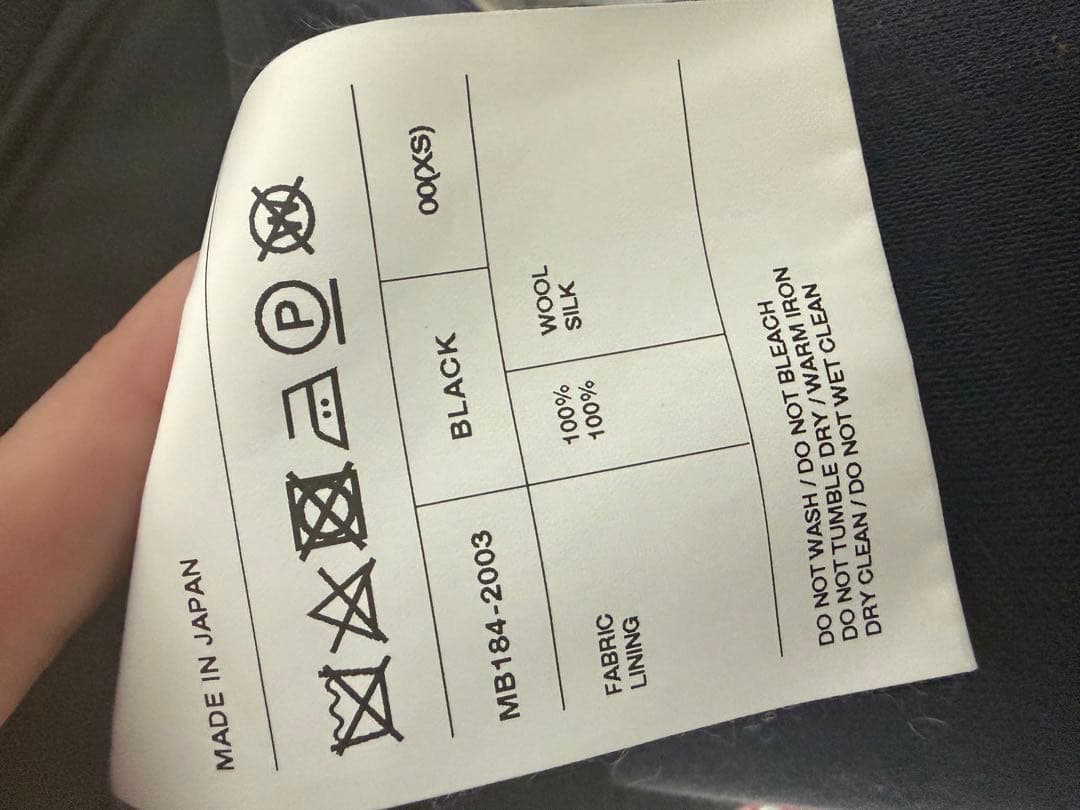 MADE IN JAPAN
P W
MB184-2003 BLACK 00(XS)
FABRIC 100% WOOL
LINING 100% SILK
DO NOT WASH / DO NOT BLEACH
DO NOT TUMBLE DRY / WARM IRON
DRY CLEAN / DO NOT WET CLEAN